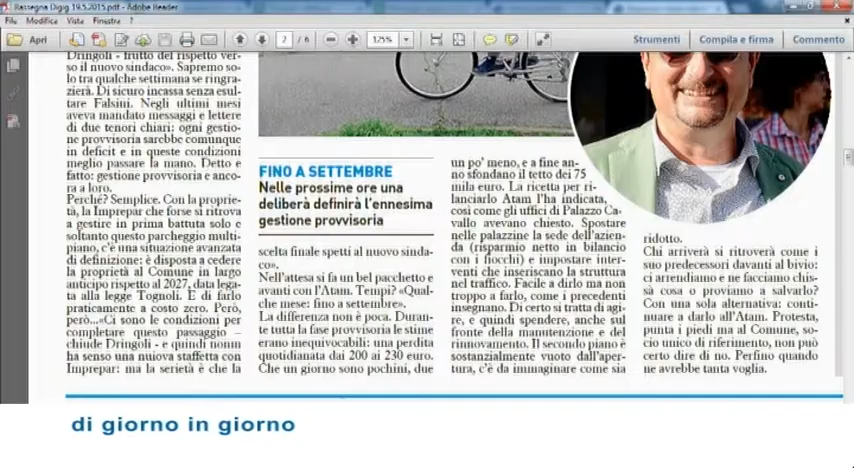 Rassegna Digig 19.5.2015.pdf - Adobe Reader
File Modifica Vista Finestra ?
Apri 2 / 6 125% Strumenti Compila e firma Commento
Dringoli - frutto del rispetto ver-
so il nuovo sindaco». Sapremo so-
lo tra qualche settimana se ringra-
zierà. Di sicuro incassa senza esul-
tare Falsini. Negli ultimi mesi
aveva mandato messaggi e lettere
di due tenori chiari: ogni gestio-
ne provvisoria sarebbe comunque
in deficit e in queste condizioni
meglio passare la mano. Detto e
fatto: gestione provvisoria e anco-
ra a loro.
Perché? Semplice. Con la proprie-
tà, la Imprepar che forse si ritrova
a gestire in prima battuta solo e
soltanto questo parcheggio multi-
piano, c'è una situazione avanzata
di definizione: è disposta a cedere
la proprietà al Comune in largo
anticipo rispetto al 2027, data lega-
ta alla legge Tognoli. E di farlo
praticamente a costo zero. Però,
però...«Ci sono le condizioni per
completare questo passaggio –
chiude Dringoli - e quindi nonn
ha senso una nuiova staffetta con
Imprepar: ma la serietà è che la
FINO A SETTEMBRE
Nelle prossime ore una
deliberà definirà l'ennesima
gestione provvisoria
scelta finale spetti al nuovo sinda-
co».
Nell'attesa si fa un bel pacchetto e
avanti con l'Atam. Tempi? «Qual-
che mese: fino a settembre».
La differenza non è poca. Duran-
te tutta la fase provvisoria le stime
erano inequivocabili: una perdita
quotidianata dai 200 ai 230 euro.
Che un giorno sono pochini, due
un po' meno, e a fine an-
no sfondano il tetto dei 75
mila euro. La ricetta per ri-
lanciarlo Atam l'ha indicata,
così come gli uffici di Palazzo Ca-
vallo avevano chiesto. Spostare
nelle palazzine la sede dell'azien-
da (risparmio netto in bilancio
con i fiocchi) e impostare inter-
venti che inseriscano la struttura
nel traffico. Facile a dirlo ma non
troppo a farlo, come i precedenti
insegnano. Di certo si tratta di agi-
re, e quindi spendere, anche sul
fronte della manutenzione e del
rinnovamento. Il secondo piano è
sostanzialmente vuoto dall'aper-
tura, c'è da immaginare come sia
ridotto.
Chi arriverà si ritroverà come i
suo predecessori davanti al bivio:
ci arrendiamo e ne facciamo chis-
sà cosa o proviamo a salvarlo?
Con una sola alternativa: conti-
nuare a darlo all'Atam. Protesta,
punta i piedi ma al Comune, so-
cio unico di riferimento, non può
certo dire di no. Perfino quando
ne avrebbe tanta voglia.
di giorno in giorno